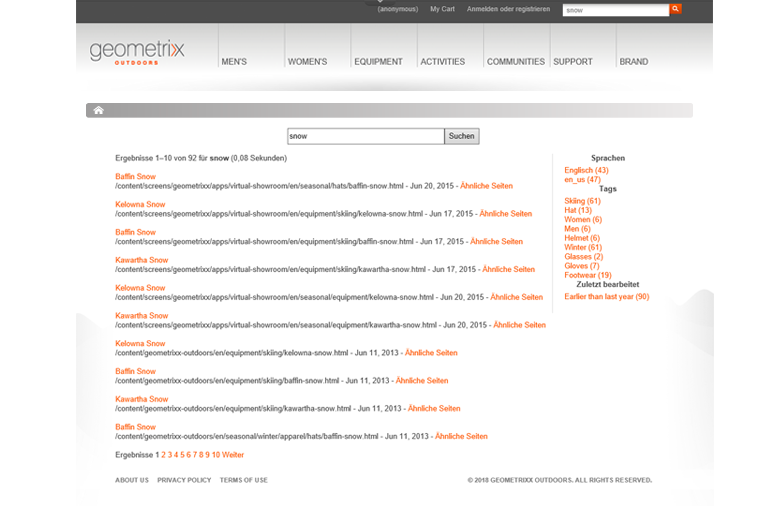 (anonymous) My Cart Anmelden oder registrieren snow
geometrixx
OUTDOORS
MEN'S WOMEN'S EQUIPMENT ACTIVITIES COMMUNITIES SUPPORT BRAND
snow Suchen
Ergebnisse 1–10 von 92 für snow (0,08 Sekunden)
Baffin Snow
/content/screens/geometrixx/apps/virtual-showroom/en/seasonal/hats/baffin-snow.html - Jun 20, 2015 - Ähnliche Seiten
Kelowna Snow
/content/screens/geometrixx/apps/virtual-showroom/en/equipment/skiing/kelowna-snow.html - Jun 17, 2015 - Ähnliche Seiten
Baffin Snow
/content/screens/geometrixx/apps/virtual-showroom/en/equipment/skiing/baffin-snow.html - Jun 17, 2015 - Ähnliche Seiten
Kawartha Snow
/content/screens/geometrixx/apps/virtual-showroom/en/equipment/skiing/kawartha-snow.html - Jun 17, 2015 - Ähnliche Seiten
Kelowna Snow
/content/screens/geometrixx/apps/virtual-showroom/en/seasonal/equipment/kelowna-snow.html - Jun 20, 2015 - Ähnliche Seiten
Kawartha Snow
/content/screens/geometrixx/apps/virtual-showroom/en/seasonal/equipment/kawartha-snow.html - Jun 20, 2015 - Ähnliche Seiten
Kelowna Snow
/content/geometrixx-outdoors/en/equipment/skiing/kelowna-snow.html - Jun 11, 2013 - Ähnliche Seiten
Baffin Snow
/content/geometrixx-outdoors/en/equipment/skiing/baffin-snow.html - Jun 11, 2013 - Ähnliche Seiten
Kawartha Snow
/content/geometrixx-outdoors/en/equipment/skiing/kawartha-snow.html - Jun 11, 2013 - Ähnliche Seiten
Baffin Snow
/content/geometrixx-outdoors/en/seasonal/winter/apparel/hats/baffin-snow.html - Jun 11, 2013 - Ähnliche Seiten
Ergebnisse 1 2 3 4 5 6 7 8 9 10 Weiter
Sprachen
Englisch (43)
en_us (47)
Tags
Skiing (61)
Hat (13)
Women (6)
Men (6)
Helmet (6)
Winter (61)
Glasses (2)
Gloves (7)
Footwear (19)
Zuletzt bearbeitet
Earlier than last year (90)
ABOUT US PRIVACY POLICY TERMS OF USE © 2018 GEOMETRIXX OUTDOORS. ALL RIGHTS RESERVED.